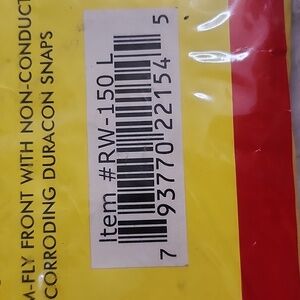 M-FLY FRONT WITH NON-CONDUCT
CORRODING DURACON SNAPS
Item #RW-150 L
7 93770 22154 5